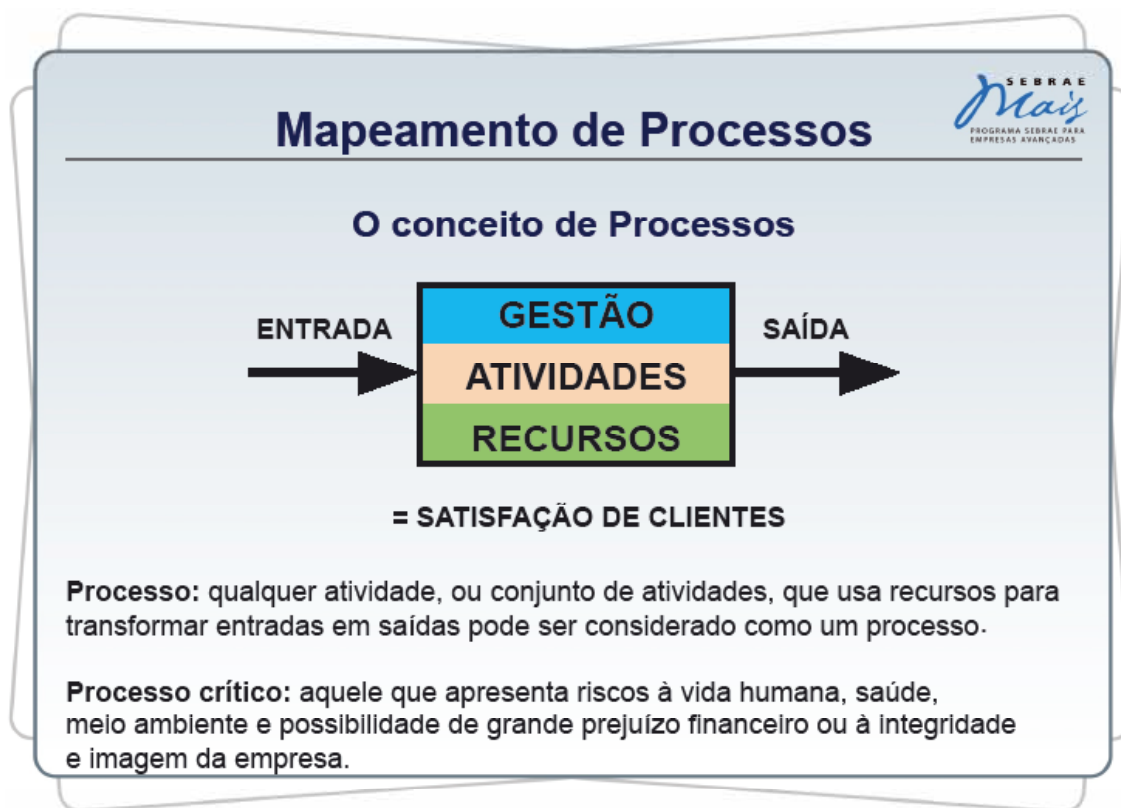 SEBRAE
Mais
PROGRAMA SEBRAE PARA
EMPRESAS AVANÇADAS
Mapeamento de Processos
O conceito de Processos
ENTRADA
GESTÃO
ATIVIDADES
RECURSOS
SAÍDA
= SATISFAÇÃO DE CLIENTES
Processo: qualquer atividade, ou conjunto de atividades, que usa recursos para
transformar entradas em saídas pode ser considerado como um processo.
Processo crítico: aquele que apresenta riscos à vida humana, saúde,
meio ambiente e possibilidade de grande prejuízo financeiro ou à integridade
e imagem da empresa.